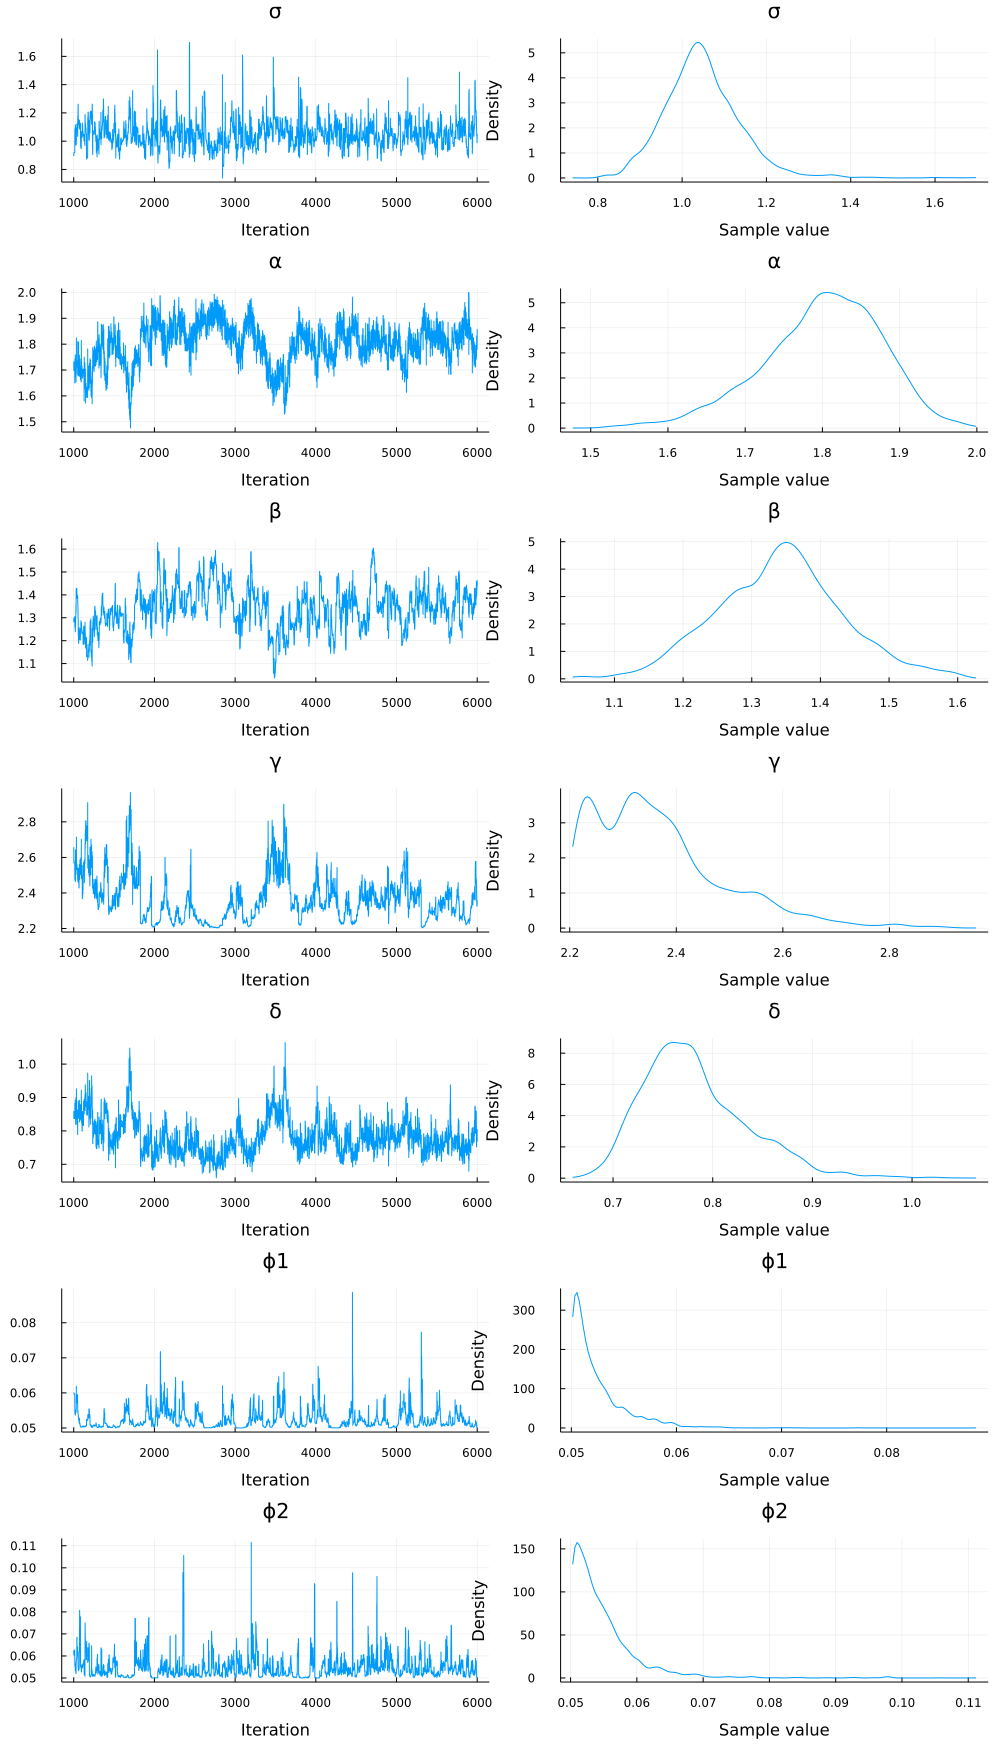 σ
σ
1.6
1.4
1.2
1.0
0.8
1000 2000 3000 4000 5000 6000
Iteration
Density
5
4
3
2
1
0
0.8 1.0 1.2 1.4 1.6
Sample value
α
α
2.0
1.9
1.8
1.7
1.6
1.5
1000 2000 3000 4000 5000 6000
Iteration
Density
5
4
3
2
1
0
1.5 1.6 1.7 1.8 1.9 2.0
Sample value
β
β
1.6
1.5
1.4
1.3
1.2
1.1
1000 2000 3000 4000 5000 6000
Iteration
Density
5
4
3
2
1
0
1.1 1.2 1.3 1.4 1.5 1.6
Sample value
γ
γ
2.8
2.6
2.4
2.2
1000 2000 3000 4000 5000 6000
Iteration
Density
3
2
1
0
2.2 2.4 2.6 2.8
Sample value
δ
δ
1.0
0.9
0.8
0.7
1000 2000 3000 4000 5000 6000
Iteration
Density
8
6
4
2
0
0.7 0.8 0.9 1.0
Sample value
ϕ1
ϕ1
0.08
0.07
0.06
0.05
1000 2000 3000 4000 5000 6000
Iteration
Density
300
200
100
0
0.05 0.06 0.07 0.08
Sample value
ϕ2
ϕ2
0.11
0.10
0.09
0.08
0.07
0.06
0.05
1000 2000 3000 4000 5000 6000
Iteration
Density
150
100
50
0
0.05 0.06 0.07 0.08 0.09 0.10 0.11
Sample value